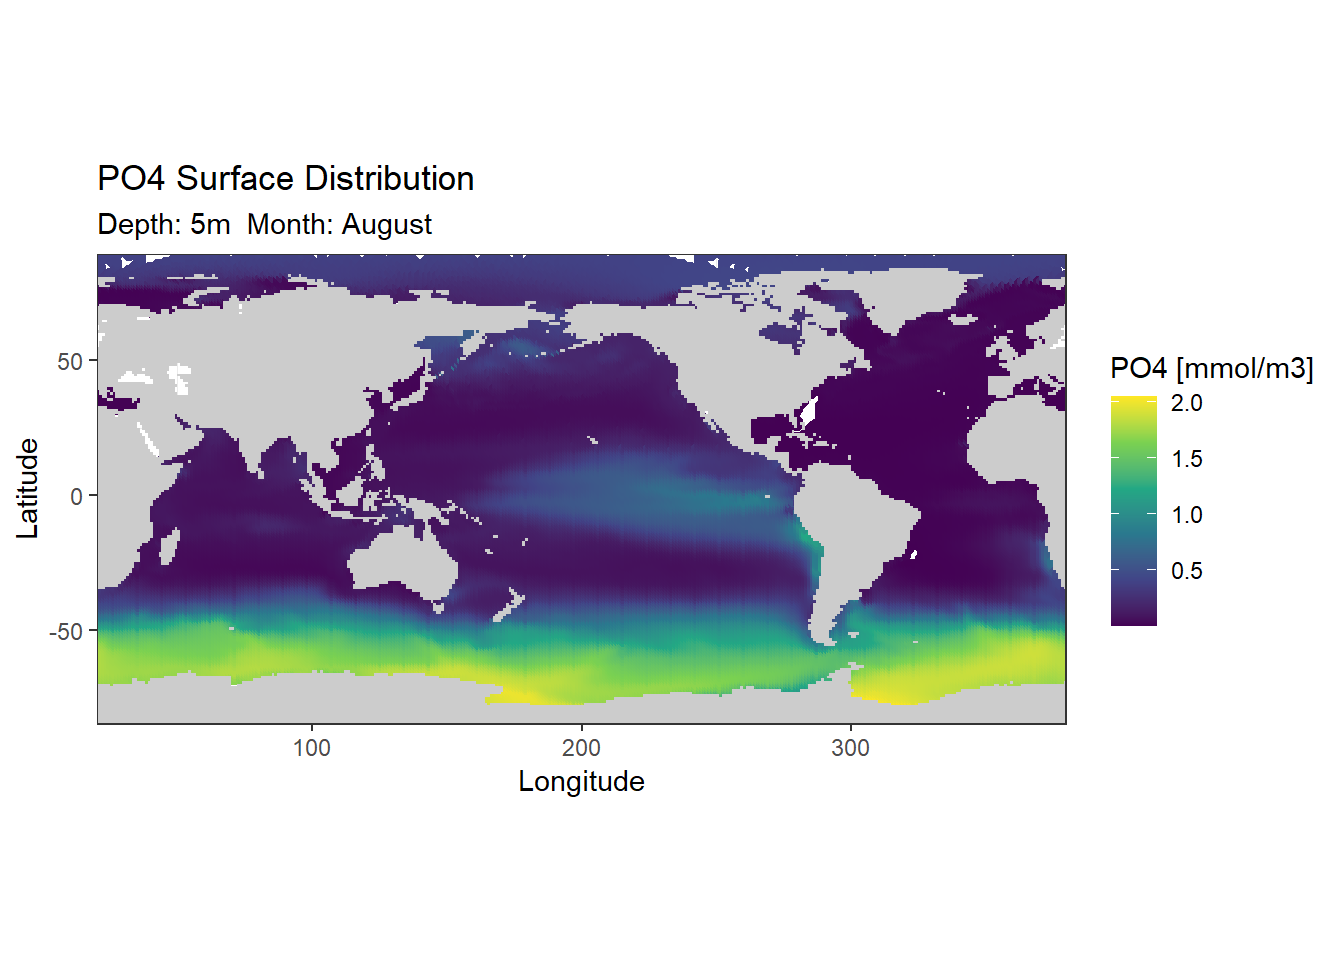 PO4 Surface Distribution
Depth: 5m  Month: August
PO4 [mmol/m3]
2.0
1.5
1.0
0.5
50
0
-50
Latitude
100
200
300
Longitude